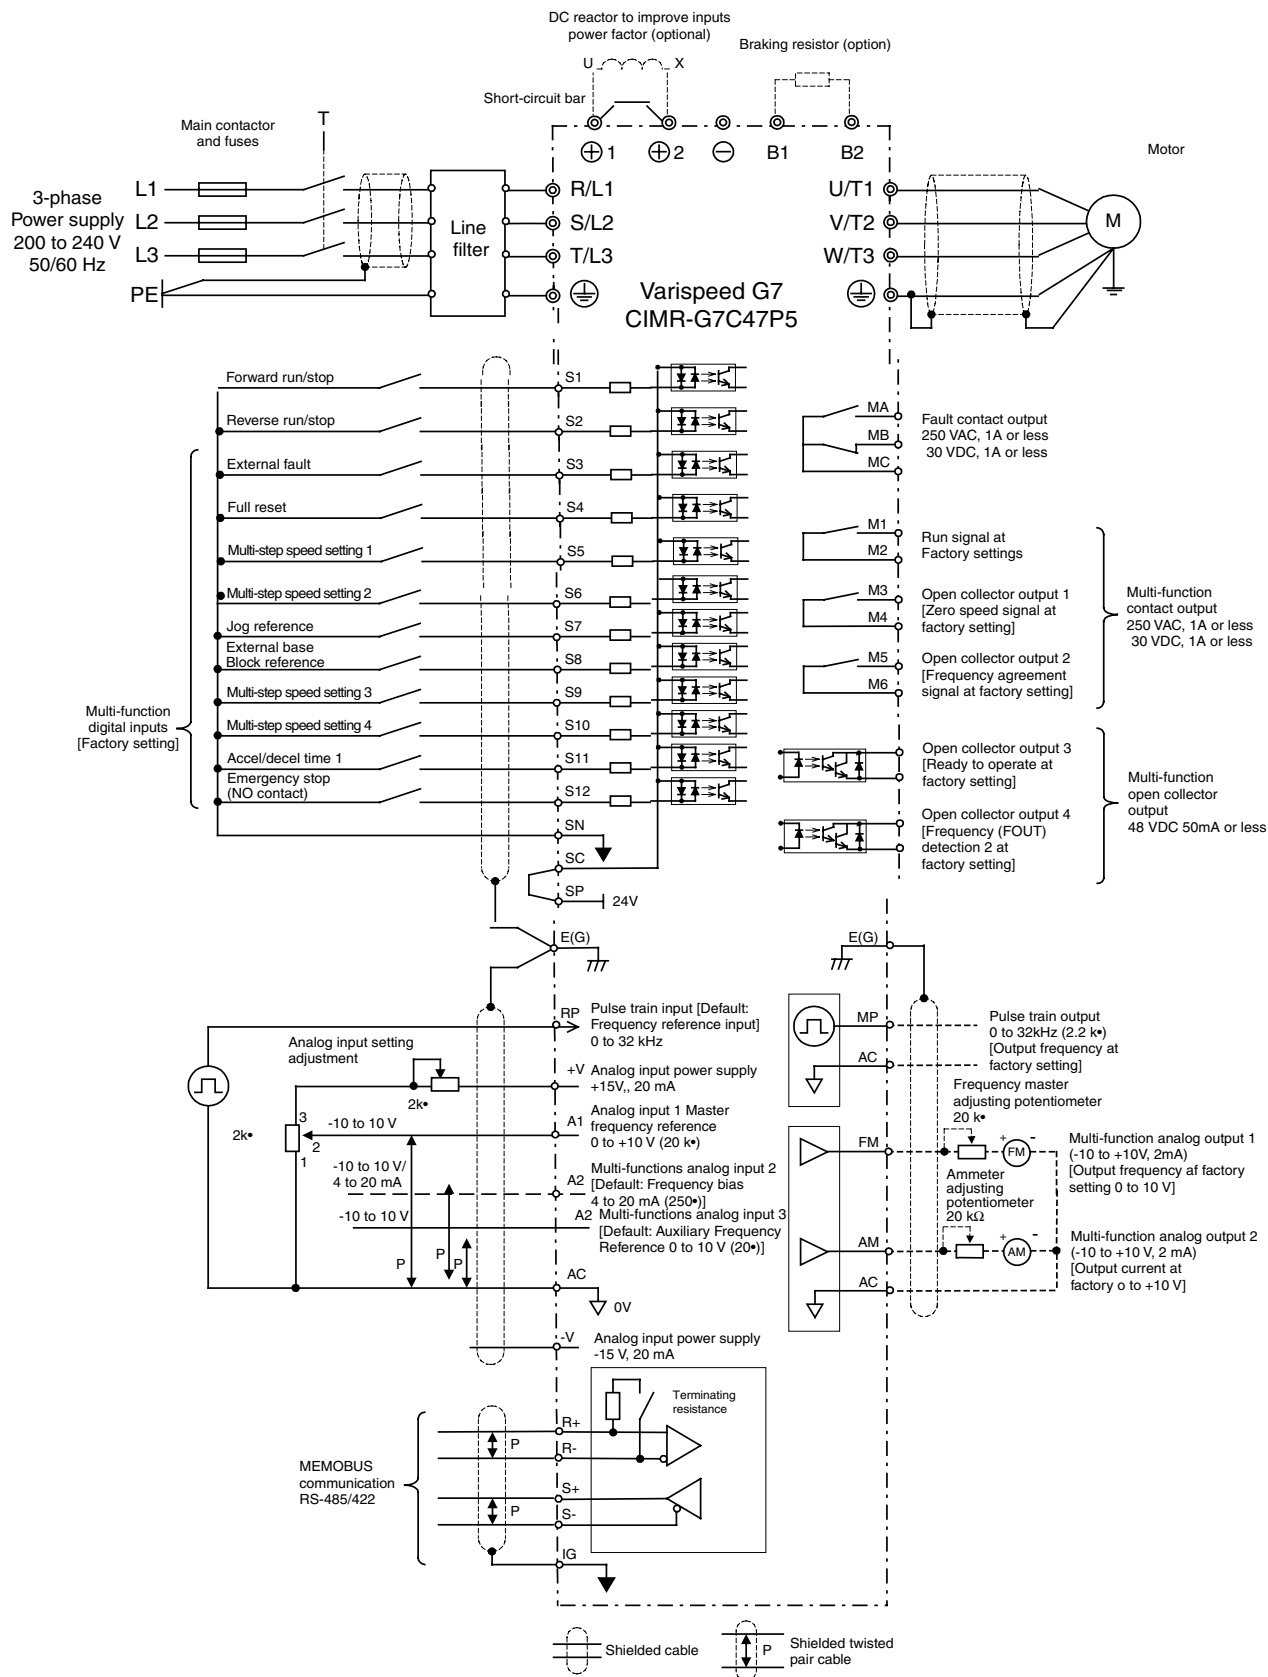 DC reactor to improve inputs
power factor (optional)
Braking resistor (option)
U
X
Short-circuit bar
Main contactor
and fuses
Motor
⊕1
⊕2
⊖
B1
B2
3-phase
Power supply
200 to 240 V
50/60 Hz
L1
L2
L3
PE
Line
filter
R/L1
S/L2
T/L3
U/T1
V/T2
W/T3
M
Varispeed G7
CIMR-G7C47P5
Forward run/stop
S1
Reverse run/stop
S2
External fault
S3
Full reset
S4
Multi-step speed setting 1
S5
Multi-step speed setting 2
S6
Jog reference
S7
External base
Block reference
S8
Multi-step speed setting 3
S9
Multi-step speed setting 4
S10
Accel/decel time 1
S11
Emergency stop
(NO contact)
S12
Multi-function
digital inputs
[Factory setting]
SN
SC
SP
24V
E(G)
MA
MB
MC
Fault contact output
250 VAC, 1A or less
30 VDC, 1A or less
M1
M2
Run signal at
Factory settings
M3
M4
Open collector output 1
[Zero speed signal at
factory setting]
M5
M6
Open collector output 2
[Frequency agreement
signal at factory setting]
Multi-function
contact output
250 VAC, 1A or less
30 VDC, 1A or less
Open collector output 3
[Ready to operate at
factory setting]
Open collector output 4
[Frequency (FOUT)
detection 2 at
factory setting]
Multi-function
open collector
output
48 VDC 50mA or less
E(G)
RP
Pulse train input [Default:
Frequency reference input]
0 to 32 kHz
Analog input setting
adjustment
2k•
+V
Analog input power supply
+15V,, 20 mA
2k•
3
2
1
-10 to 10 V
A1
Analog input 1 Master
frequency reference
0 to +10 V (20 k•)
-10 to 10 V/
4 to 20 mA
A2
Multi-functions analog input 2
[Default: Frequency bias
4 to 20 mA (250•)]
-10 to 10 V
A2
Multi-functions analog input 3
[Default: Auxiliary Frequency
Reference 0 to 10 V (20•)]
P
P
P
AC
0V
-V
Analog input power supply
-15 V, 20 mA
MP
AC
Pulse train output
0 to 32kHz (2.2 k•)
[Output frequency at
factory setting]
Frequency master
adjusting potentiometer
20 k•
FM
+
-
FM
Multi-function analog output 1
(-10 to +10V, 2mA)
[Output frequency af factory
setting 0 to 10 V]
Ammeter
adjusting
potentiometer
20 kΩ
AM
+
-
AM
AC
Multi-function analog output 2
(-10 to +10V, 2 mA)
[Output current at
factory o to +10 V]
Terminating
resistance
MEMOBUS
communication
RS-485/422
P
R+
R-
P
S+
S-
IG
Shielded cable
P
Shielded twisted
pair cable